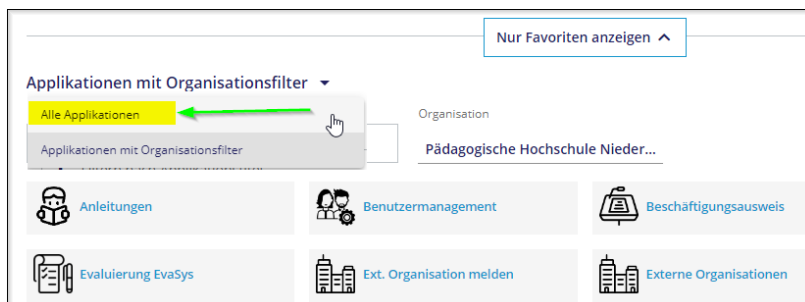 Nur Favoriten anzeigen
Applikationen mit Organisationsfilter
Alle Applikationen
Organisation
Applikationen mit Organisationsfilter
Pädagogische Hochschule Nieder...
Anleitungen
Benutzermanagement
Beschäftigungsausweis
Evaluierung EvaSys
Ext. Organisation melden
Externe Organisationen